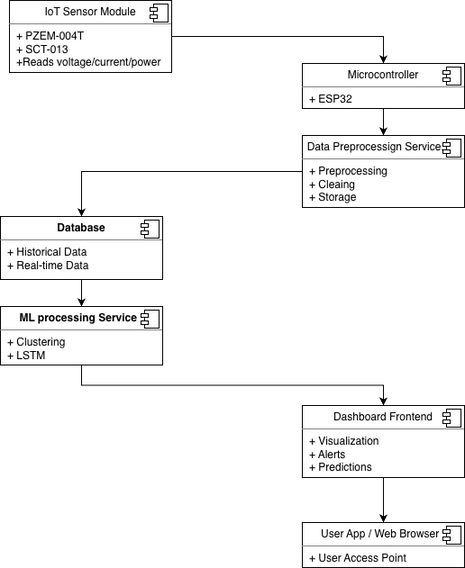 IoT Sensor Module
+ PZEM-004T
+ SCT-013
+Reads voltage/current/power
Microcontroller
+ ESP32
Data Preprocessign Service
+ Preprocessing
+ Cleaing
+ Storage
Database
+ Historical Data
+ Real-time Data
ML processing Service
+ Clustering
+ LSTM
Dashboard Frontend
+ Visualization
+ Alerts
+ Predictions
User App / Web Browser
+ User Access Point